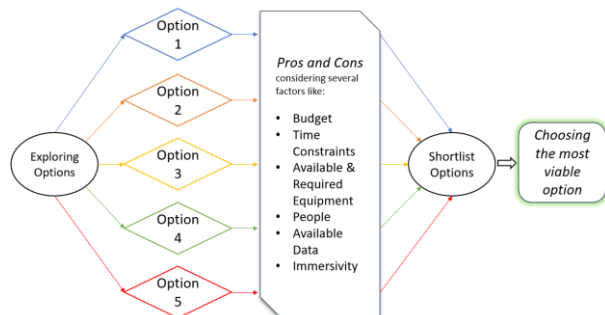 Exploring
Options
Option
1
Option
2
Option
3
Option
4
Option
5
Pros and Cons
considering several
factors like:
• Budget
• Time
Constraints
• Available &
Required
Equipment
• People
• Available
Data
• Immersivity
Shortlist
Options
Choosing
the most
viable
option